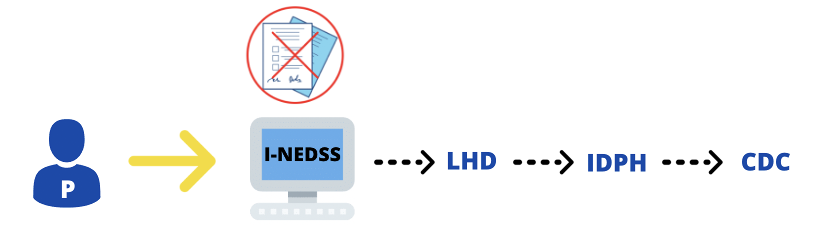 P
I-NEDSS
LHD
IDPH
CDC